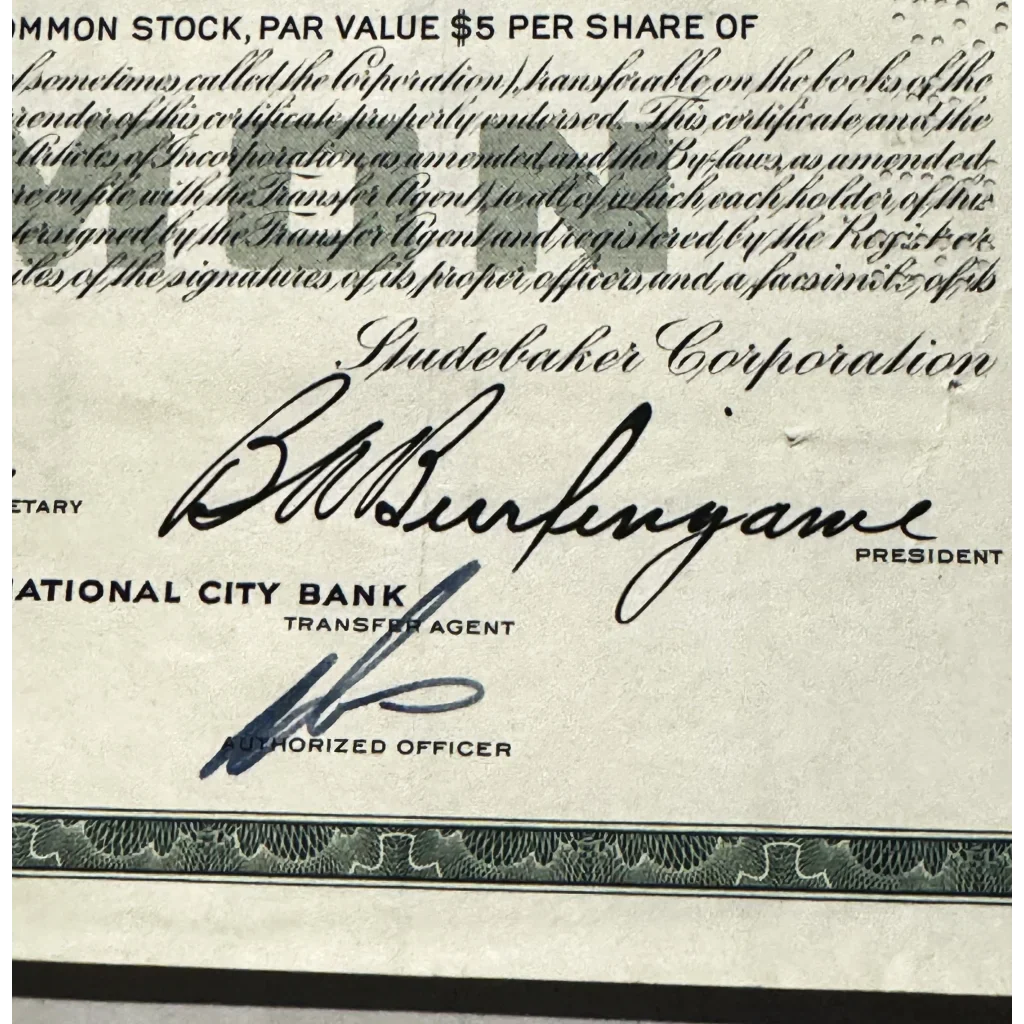 OMMON STOCK, PAR VALUE $5 PER SHARE OF
(sometimes called the Corporation), transferable on the books of the
render of this certificate properly endorsed. This certificate and the
Articles of Incorporation as amended and the By-laws, as amended
re on file with the Transfer Agent) to all of which each holder of this
ersigned by the Transfer Agent and registered by the Registrar.
iles of the signatures of its proper officers and a facsimile of its
MON
Studebaker Corporation
B A Burlingame
ETARY
PRESIDENT
NATIONAL CITY BANK
TRANSFER AGENT
AUTHORIZED OFFICER